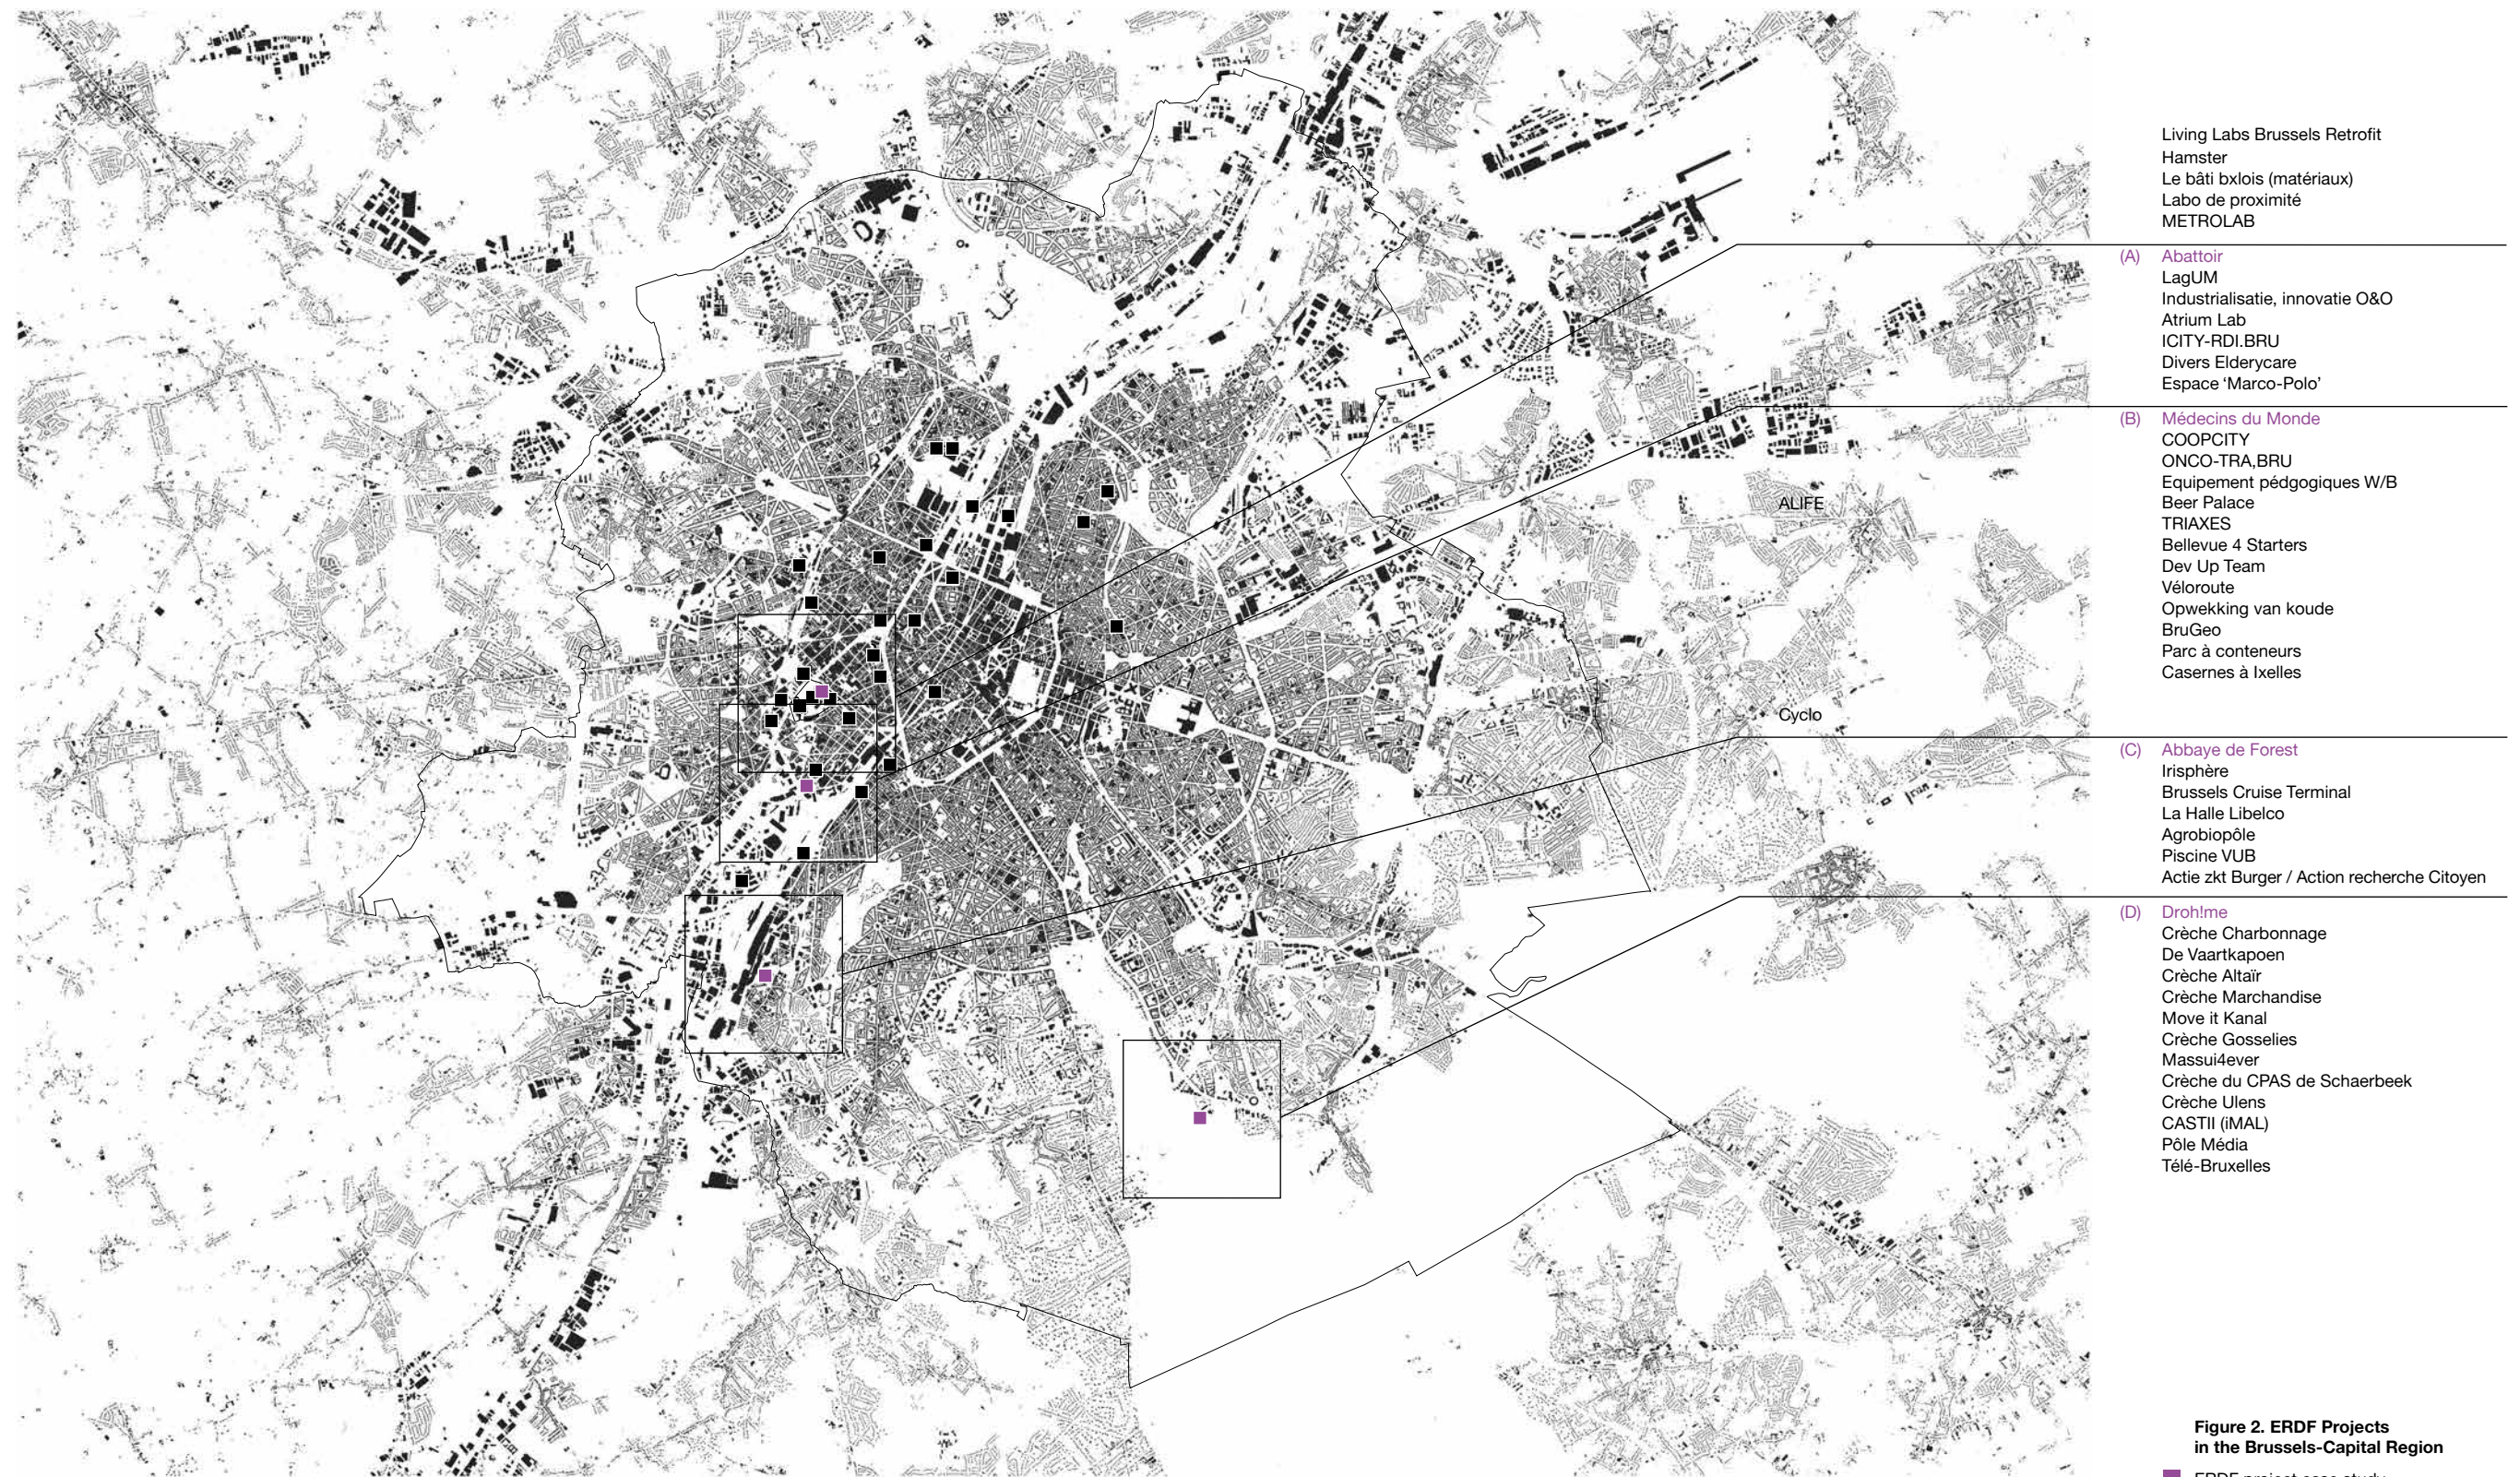 Living Labs Brussels Retrofit
Hamster
Le bâti bxlois (matériaux)
Labo de proximité
METROLAB
(A) Abattoir
LagUM
Industrialisatie, innovatie O&O
Atrium Lab
ICITY-RDI.BRU
Divers Elderycare
Espace ‘Marco-Polo’
(B) Médecins du Monde
COOPCITY
ONCO-TRA,BRU
Equipement pédgogiques W/B
Beer Palace
ALIFE
TRIAXES
Bellevue 4 Starters
Dev Up Team
Véloroute
Opwekking van koude
BruGeo
Parc à conteneurs
Casernes à Ixelles
Cyclo
(C) Abbaye de Forest
Irisphère
Brussels Cruise Terminal
La Halle Libelco
Agrobiopôle
Piscine VUB
Actie zkt Burger / Action recherche Citoyen
(D) Droh!me
Crèche Charbonnage
De Vaartkapoen
Crèche Altaïr
Crèche Marchandise
Move it Kanal
Crèche Gosselies
Massui4ever
Crèche du CPAS de Schaerbeek
Crèche Ulens
CASTII (iMAL)
Pôle Média
Télé-Bruxelles
Figure 2. ERDF Projects
in the Brussels-Capital Region
ERDF project case study